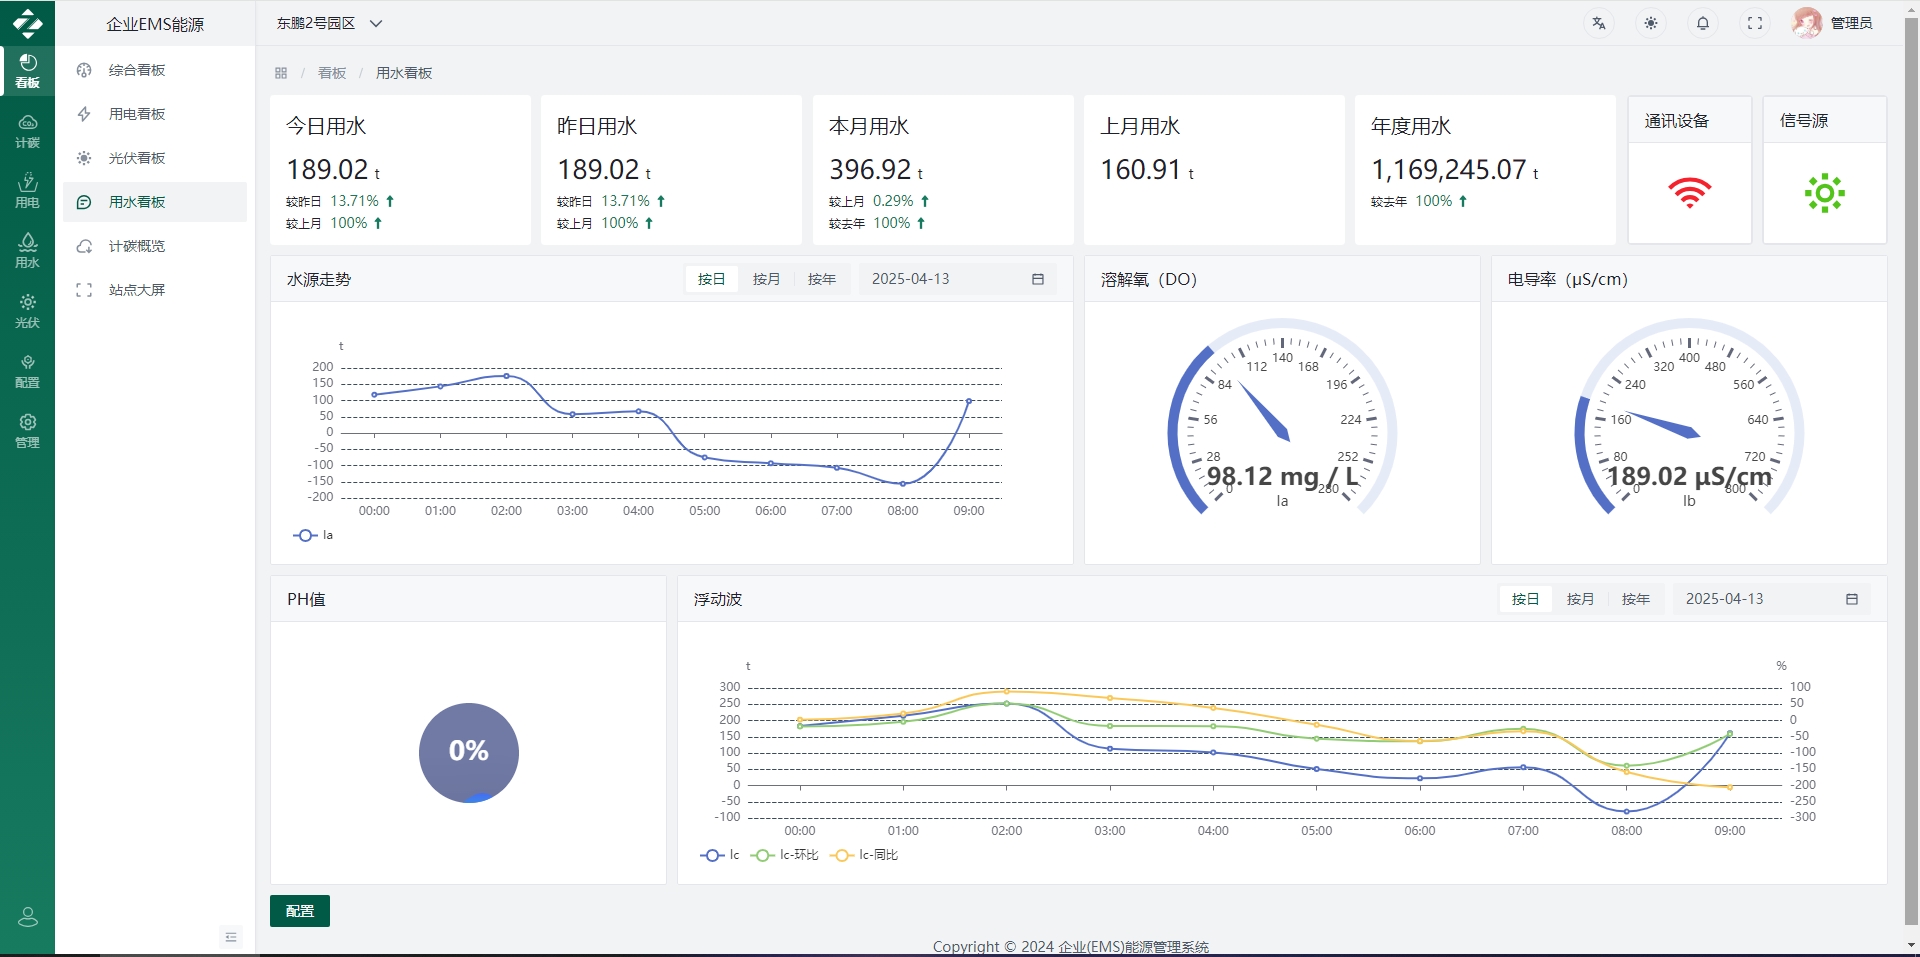 企业EMS能源
东鹏2号园区
管理员
看板
计碳
用电
用水
光伏
配置
管理
综合看板
用电看板
光伏看板
用水看板
计碳概览
站点大屏
/ 看板 / 用水看板
今日用水
189.02 t
较昨日 13.71%
较上月 100%
昨日用水
189.02 t
较昨日 13.71%
较上月 100%
本月用水
396.92 t
较上月 0.29%
较去年 100%
上月用水
160.91 t
年度用水
1,169,245.07 t
较去年 100%
通讯设备
信号源
水源走势
按日 按月 按年 2025-04-13
t
200
150
100
50
0
-50
-100
-150
-200
00:00 01:00 02:00 03:00 04:00 05:00 06:00 07:00 08:00 09:00
Ia
溶解氧（DO）
0 28 56 84 112 140 168 196 224 252 280
98.12 mg / L
Ia
电导率（μS/cm）
0 80 160 240 320 400 480 560 640 720 800
189.02 μS/cm
Ib
PH值
0%
浮动波
按日 按月 按年 2025-04-13
t
300
250
200
150
100
50
0
-50
-100
%
100
50
0
-50
-100
-150
-200
-250
-300
00:00 01:00 02:00 03:00 04:00 05:00 06:00 07:00 08:00 09:00
Ic Ic-环比 Ic-同比
配置
Copyright © 2024 企业(EMS)能源管理系统